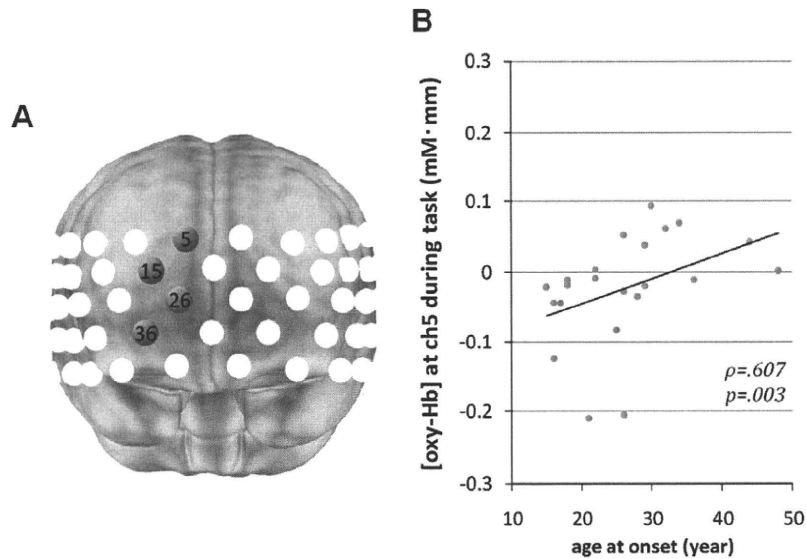 A
5
15
26
36
B
[oxy-Hb] at ch5 during task (mM·mm)
0.3
0.2
0.1
0
-0.1
-0.2
-0.3
ρ=.607
p=.003
10 20 30 40 50
age at onset (year)